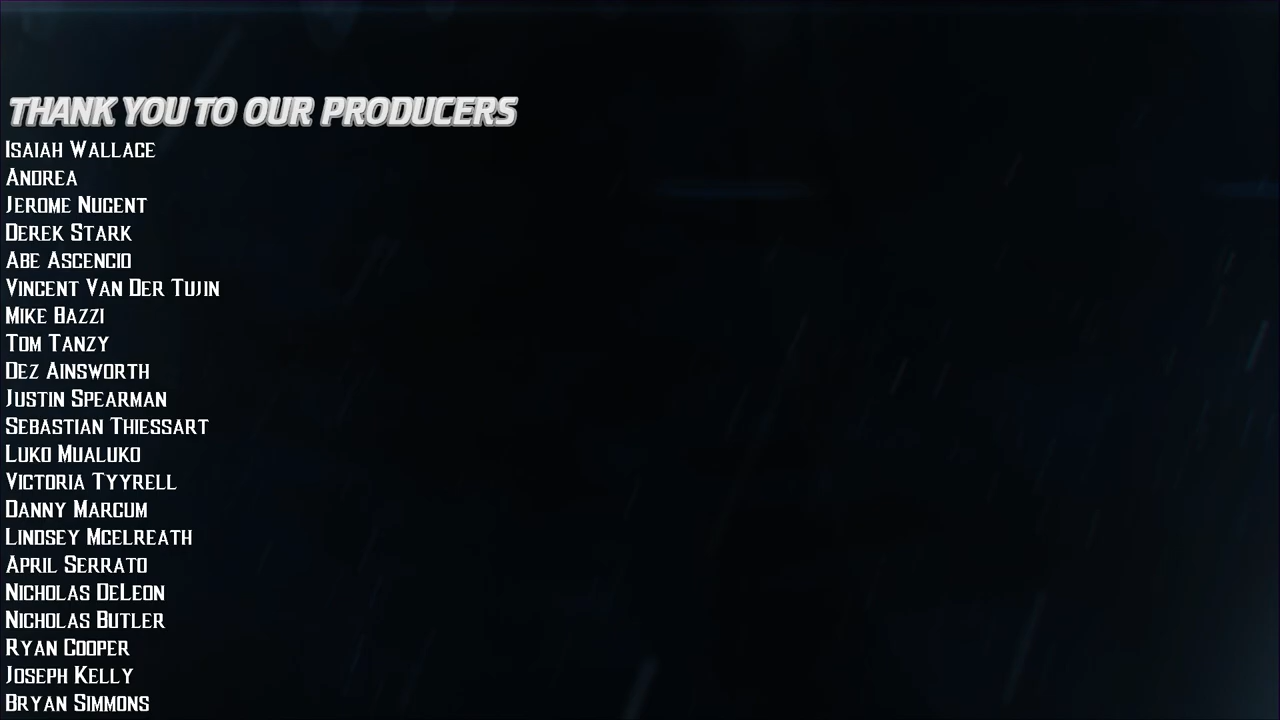 THANK YOU TO OUR PRODUCERS
ISAIAH WALLACE
ANDREA
JEROME NUGENT
DEREK STARK
ABE ASCENCIO
VINCENT VAN DER TUJIN
MIKE BAZZI
TOM TANZY
DEZ AINSWORTH
JUSTIN SPEARMAN
SEBASTIAN THIESSART
LUKO MUALUKO
VICTORIA TYYRELL
DANNY MARCUM
LINDSEY MCELREATH
APRIL SERRATO
NICHOLAS DELEON
NICHOLAS BUTLER
RYAN COOPER
JOSEPH KELLY
BRYAN SIMMONS